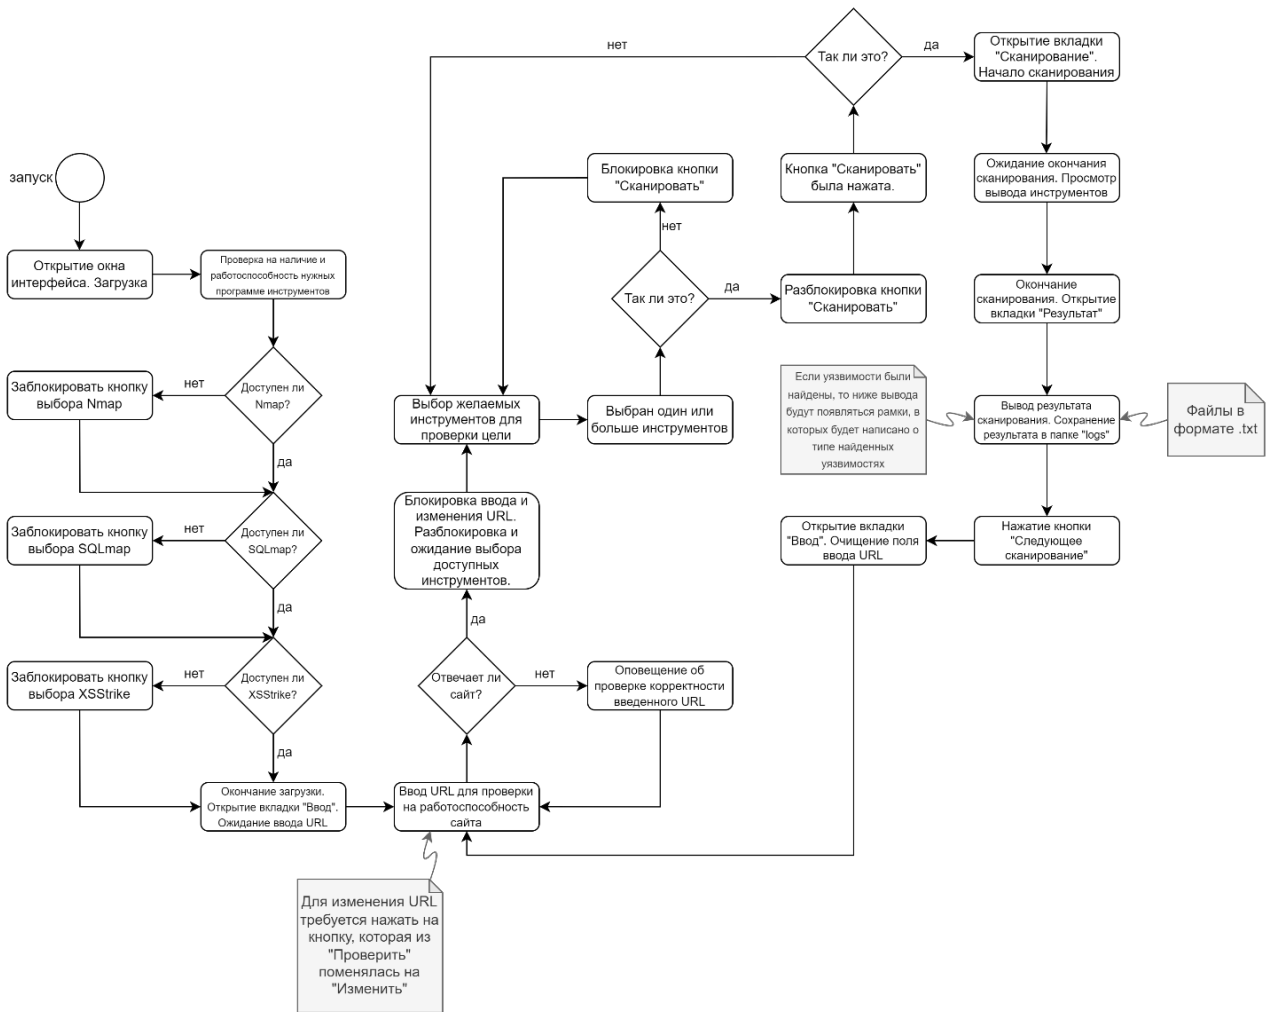 запуск
Открытие окна
интерфейса. Загрузка
Проверка на наличие и
работоспособность нужных
программе инструментов
Доступен ли
Nmap?
нет
Заблокировать кнопку
выбора Nmap
да
Доступен ли
SQLmap?
нет
Заблокировать кнопку
выбора SQLmap
да
Доступен ли
XSStrike?
нет
Заблокировать кнопку
выбора XSStrike
да
Окончание загрузки.
Открытие вкладки "Ввод".
Ожидание ввода URL
Ввод URL для проверки
на работоспособность
сайта
Для изменения URL
требуется нажать на
кнопку, которая из
"Проверить"
поменялась на
"Изменить"
Отвечает ли
сайт?
нет
Оповещение об
проверке корректности
введенного URL
да
Блокировка ввода и
изменения URL.
Разблокировка и
ожидание выбора
доступных
инструментов.
Выбор желаемых
инструментов для
проверки цели
Выбран один или
больше инструментов
Так ли это?
нет
Блокировка кнопки
"Сканировать"
да
Разблокировка кнопки
"Сканировать"
Кнопка "Сканировать"
была нажата.
Так ли это?
нет
да
Открытие вкладки
"Сканирование".
Начало сканирования
Ожидание окончания
сканирования. Просмотр
вывода инструментов
Окончание
сканирования. Открытие
вкладки "Результат"
Вывод результата
сканирования. Сохранение
результата в папке "logs"
Если уязвимости были
найдены, то ниже вывода
будут появляться рамки, в
которых будет написано о
типе найденных
уязвимостях
Файлы в
формате .txt
Нажатие кнопки
"Следующее
сканирование"
Открытие вкладки
"Ввод". Очищение поля
ввода URL